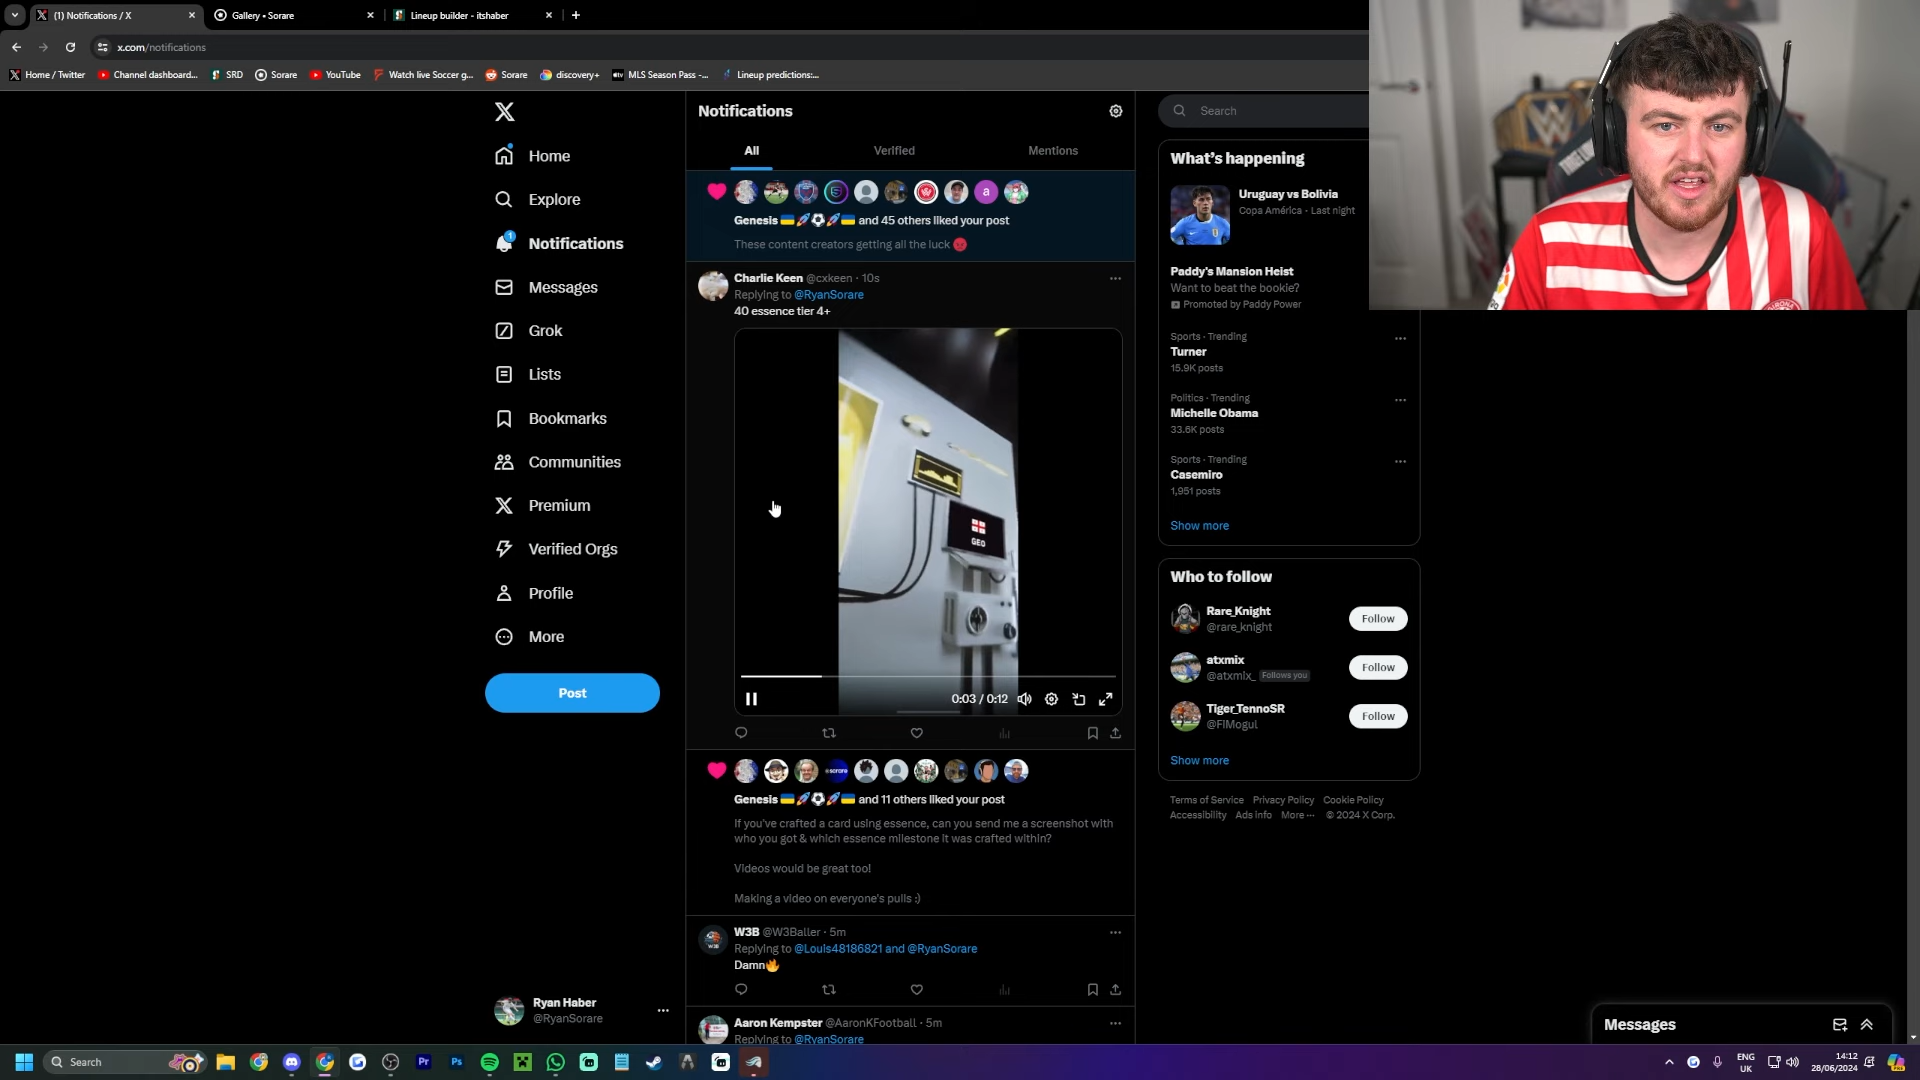 (1) Notifications / X
Gallery • Sorare
Lineup builder - itshaber
x.com/notifications
Home / Twitter
Channel dashboard...
SRD
Sorare
YouTube
Watch live Soccer g...
Sorare
discovery+
MLS Season Pass -...
Lineup predictions:...
Home
Explore
1
Notifications
Messages
Grok
Lists
Bookmarks
Communities
Premium
Verified Orgs
Profile
More
Post
Ryan Haber
@RyanSorare
Notifications
All
Verified
Mentions
Genesis 🇺🇦🚀⚽🚀🇺🇦 and 45 others liked your post
These content creators getting all the luck 😡
Charlie Keen @cxkeen · 10s
Replying to @RyanSorare
40 essence tier 4+
GEO
0:03 / 0:12
Genesis 🇺🇦🚀⚽🚀🇺🇦 and 11 others liked your post
If you've crafted a card using essence, can you send me a screenshot with
who you got & which essence milestone it was crafted within?
Videos would be great too!
Making a video on everyone's pulls :)
W3B @W3Baller · 5m
Replying to @Louis48186821 and @RyanSorare
Damn🔥
Aaron Kempster @AaronKFootball · 5m
Replying to @RyanSorare
Search
What's happening
Uruguay vs Bolivia
Copa América · Last night
Paddy's Mansion Heist
Want to beat the bookie?
Promoted by Paddy Power
Sports · Trending
Turner
15.9K posts
Politics · Trending
Michelle Obama
33.6K posts
Sports · Trending
Casemiro
1,951 posts
Show more
Who to follow
Rare_Knight
@rare_knight
Follow
atxmix
@atxmix_ Follows you
Follow
Tiger_TennoSR
@FIMogul
Follow
Show more
Terms of Service Privacy Policy Cookie Policy
Accessibility Ads info More ··· © 2024 X Corp.
Messages
Search
ENG
UK
14:12
28/06/2024